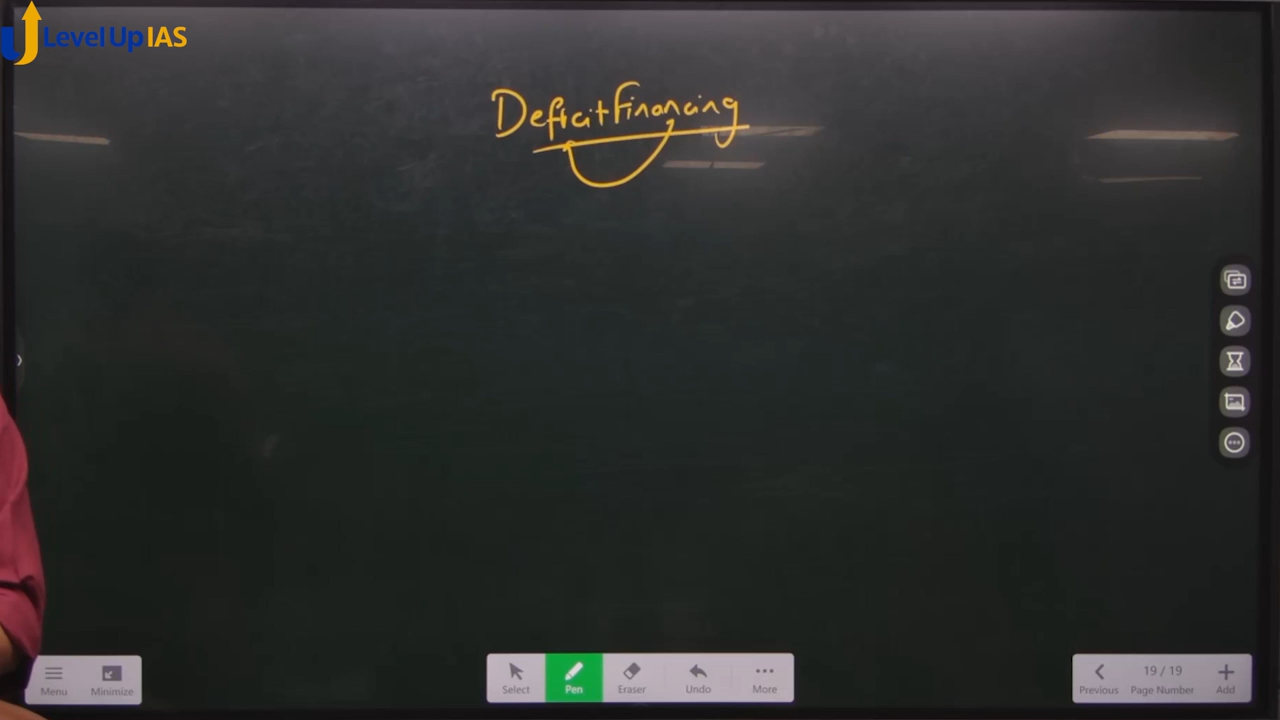 Level Up IAS
Deficit Financing
Menu
Minimize
Select
Pen
Eraser
Undo
More
Previous
19 / 19
Page Number
Add